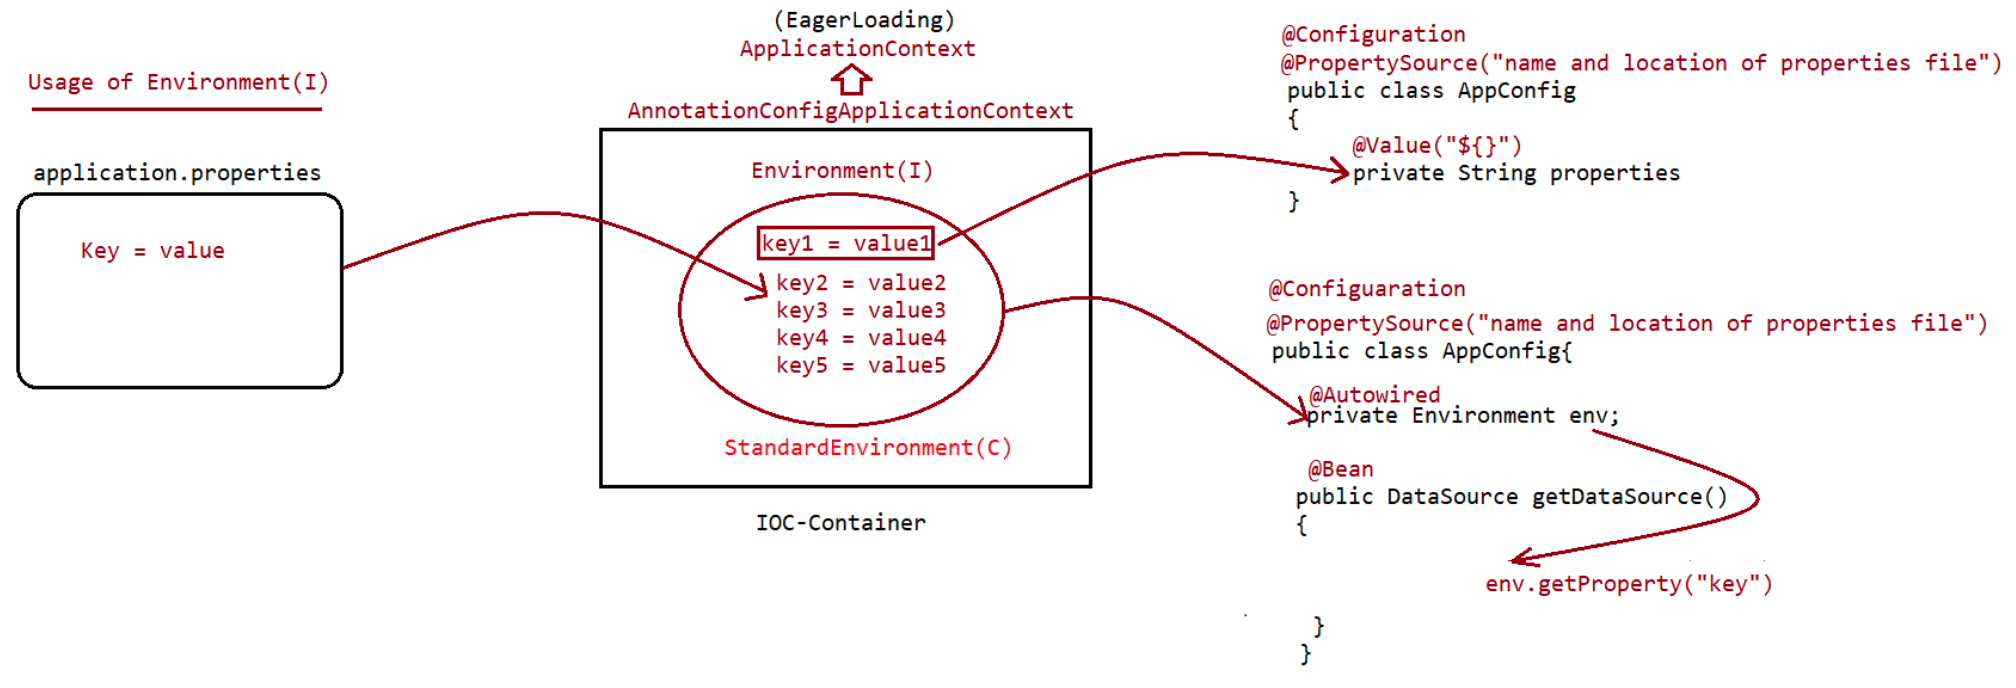 Usage of Environment(I)
application.properties
Key = value
(EagerLoading)
ApplicationContext
AnnotationConfigApplicationContext
Environment(I)
key1 = value1
key2 = value2
key3 = value3
key4 = value4
key5 = value5
StandardEnvironment(C)
IOC-Container
@Configuration
@PropertySource("name and location of properties file")
public class AppConfig
{
@Value("${}")
private String properties
}
@Configuaration
@PropertySource("name and location of properties file")
public class AppConfig{
@Autowired
private Environment env;
@Bean
public DataSource getDataSource()
{
env.getProperty("key")
}
}